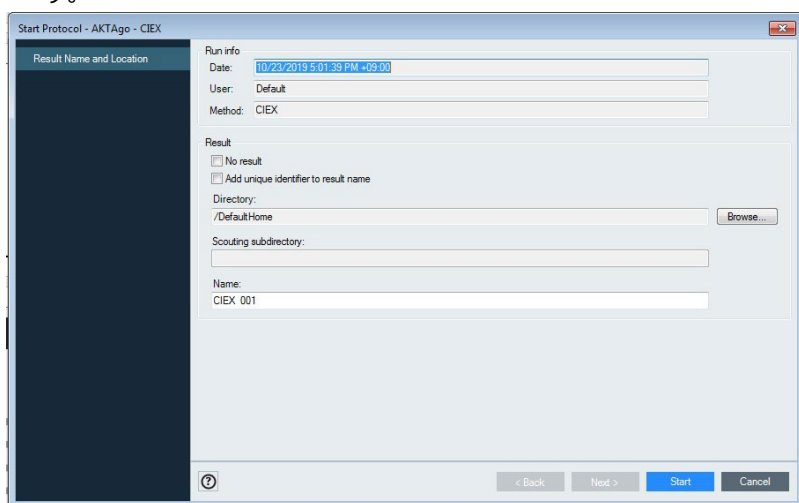 す。
Start Protocol - AKTAgo - CIEX
Result Name and Location
Run info
Date: 10/23/2019 5:01:39 PM +09:00
User: Default
Method: CIEX
Result
No result
Add unique identifier to result name
Directory:
/DefaultHome
Browse...
Scouting subdirectory:
Name:
CIEX 001
?
< Back Next > Start Cancel